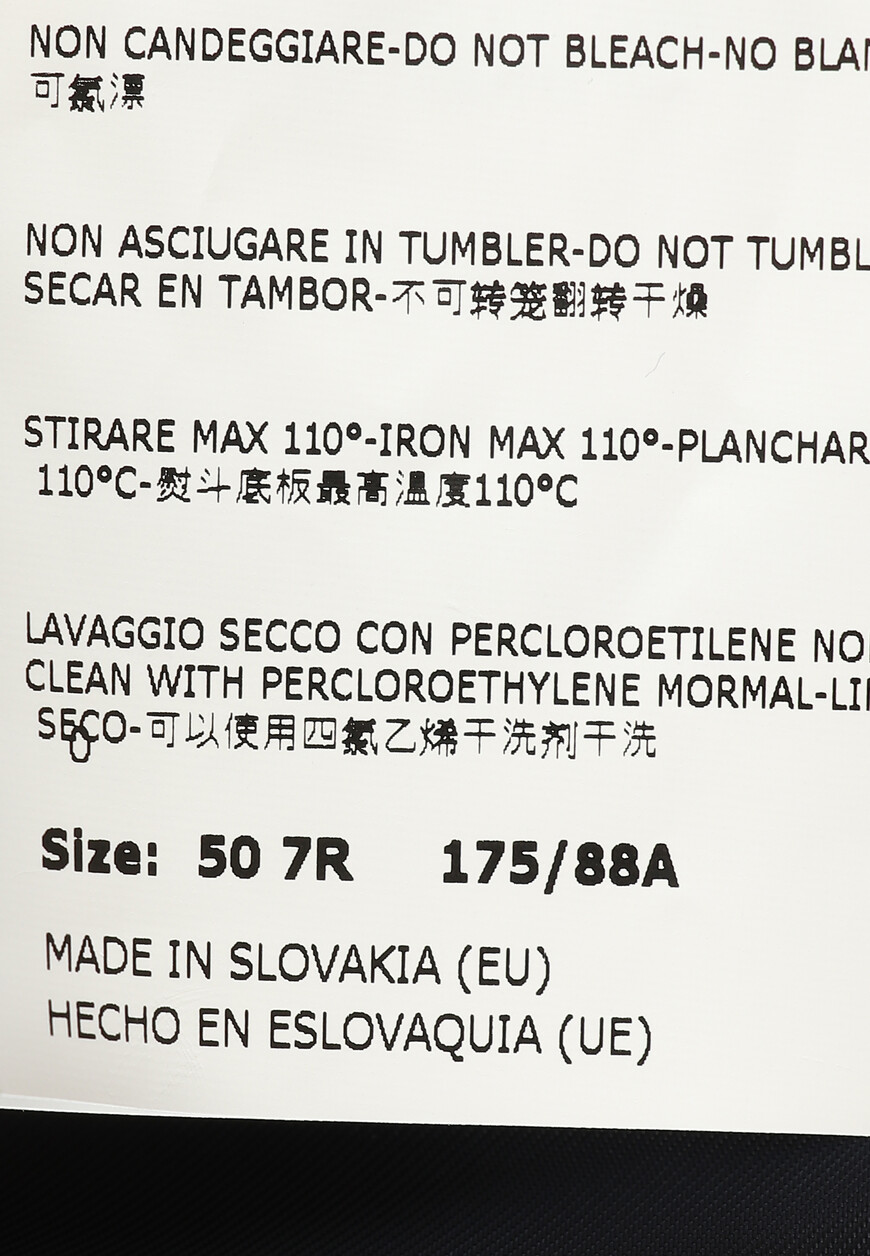 NON CANDEGGIARE-DO NOT BLEACH-NO BLAN
可氯漂
NON ASCIUGARE IN TUMBLER-DO NOT TUMBL
SECAR EN TAMBOR-不可转笼翻转干燥
STIRARE MAX 110°-IRON MAX 110°-PLANCHAR
110°C-熨斗底板最高温度110°C
LAVAGGIO SECCO CON PERCLOROETILENE NO
CLEAN WITH PERCLOROETHYLENE MORMAL-LI
SECO-可以使用四氯乙烯干洗剂干洗
Size: 50 7R 175/88A
MADE IN SLOVAKIA (EU)
HECHO EN ESLOVAQUIA (UE)